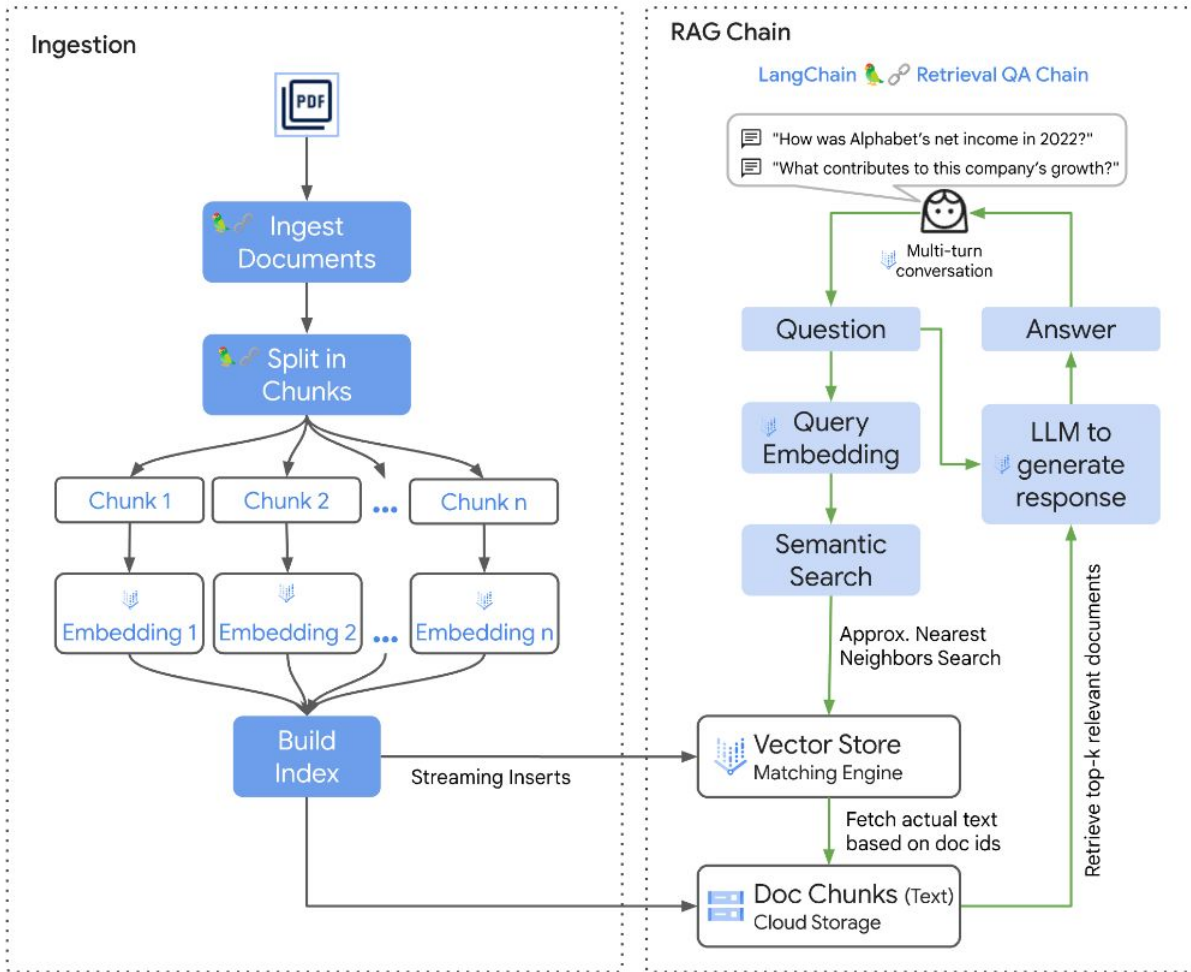 Ingestion
PDF
Ingest
Documents
Split in
Chunks
Chunk 1
Chunk 2
...
Chunk n
Embedding 1
Embedding 2
...
Embedding n
Build
Index
Streaming Inserts
RAG Chain
LangChain 🦜🔗 Retrieval QA Chain
"How was Alphabet’s net income in 2022?"
"What contributes to this company’s growth?"
Multi-turn
conversation
Question
Answer
Query
Embedding
LLM to
generate
response
Semantic
Search
Approx. Nearest
Neighbors Search
Vector Store
Matching Engine
Fetch actual text
based on doc ids
Doc Chunks (Text)
Cloud Storage
Retrieve top-k relevant documents